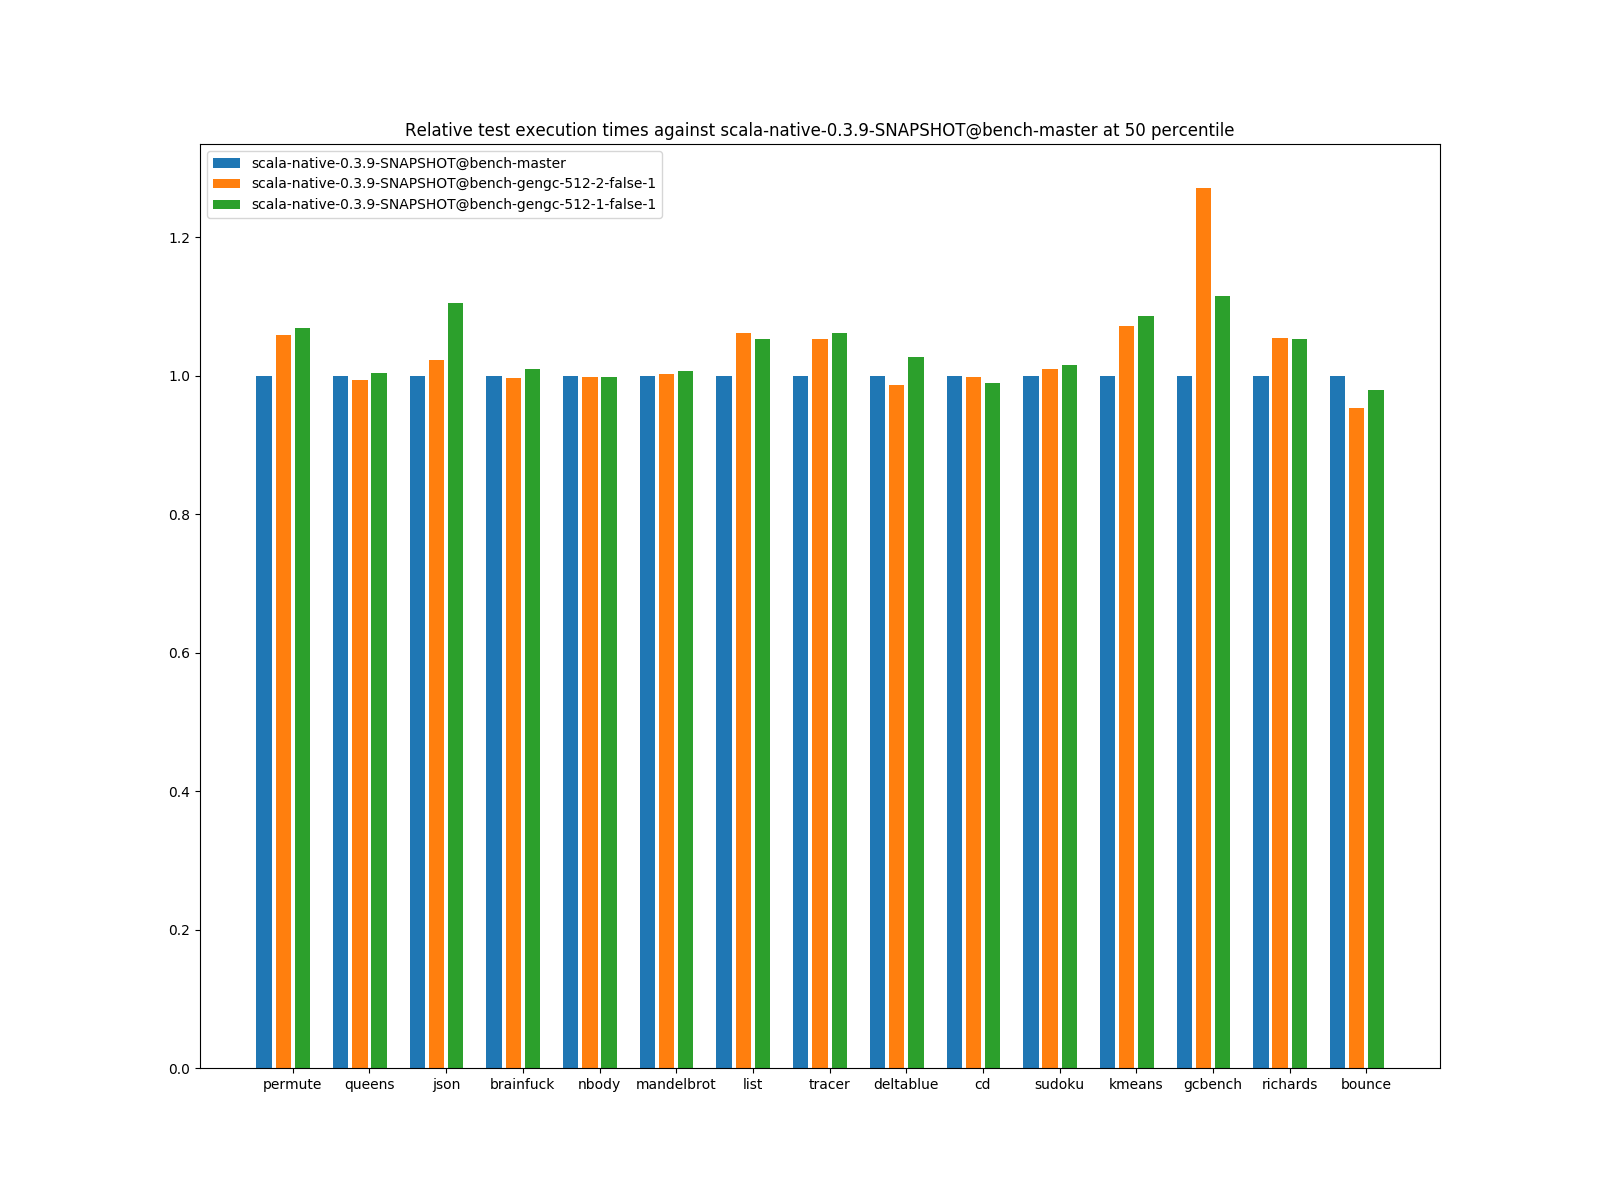 Relative test execution times against scala-native-0.3.9-SNAPSHOT@bench-master at 50 percentile
scala-native-0.3.9-SNAPSHOT@bench-master
scala-native-0.3.9-SNAPSHOT@bench-gengc-512-2-false-1
scala-native-0.3.9-SNAPSHOT@bench-gengc-512-1-false-1
1.2
1.0
0.8
0.6
0.4
0.2
0.0
permute queens json brainfuck nbody mandelbrot list tracer deltablue cd sudoku kmeans gcbench richards bounce